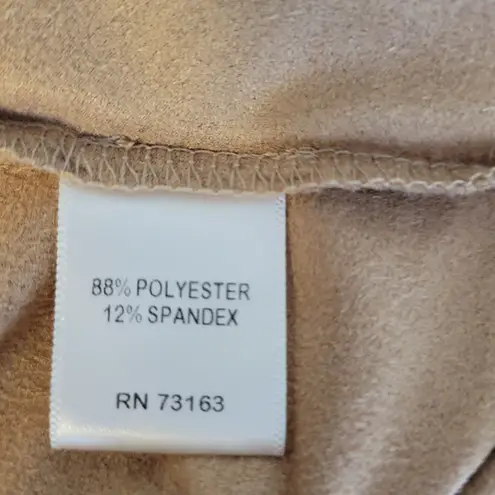 88% POLYESTER
12% SPANDEX
RN 73163